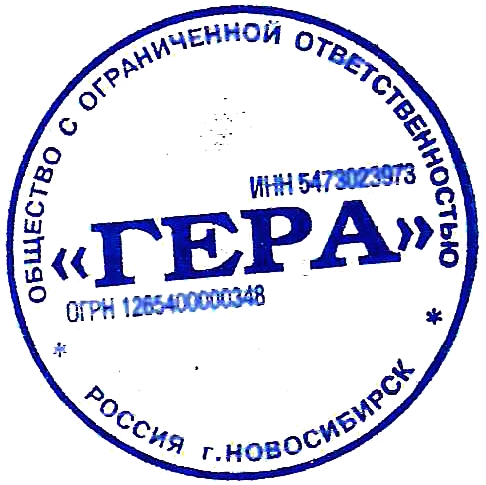 ОБЩЕСТВО С ОГРАНИЧЕННОЙ ОТВЕТСТВЕННОСТЬЮ
ИНН 5473023973
«ГЕРА»
ОГРН 1265400000348
* РОССИЯ г.НОВОСИБИРСК *